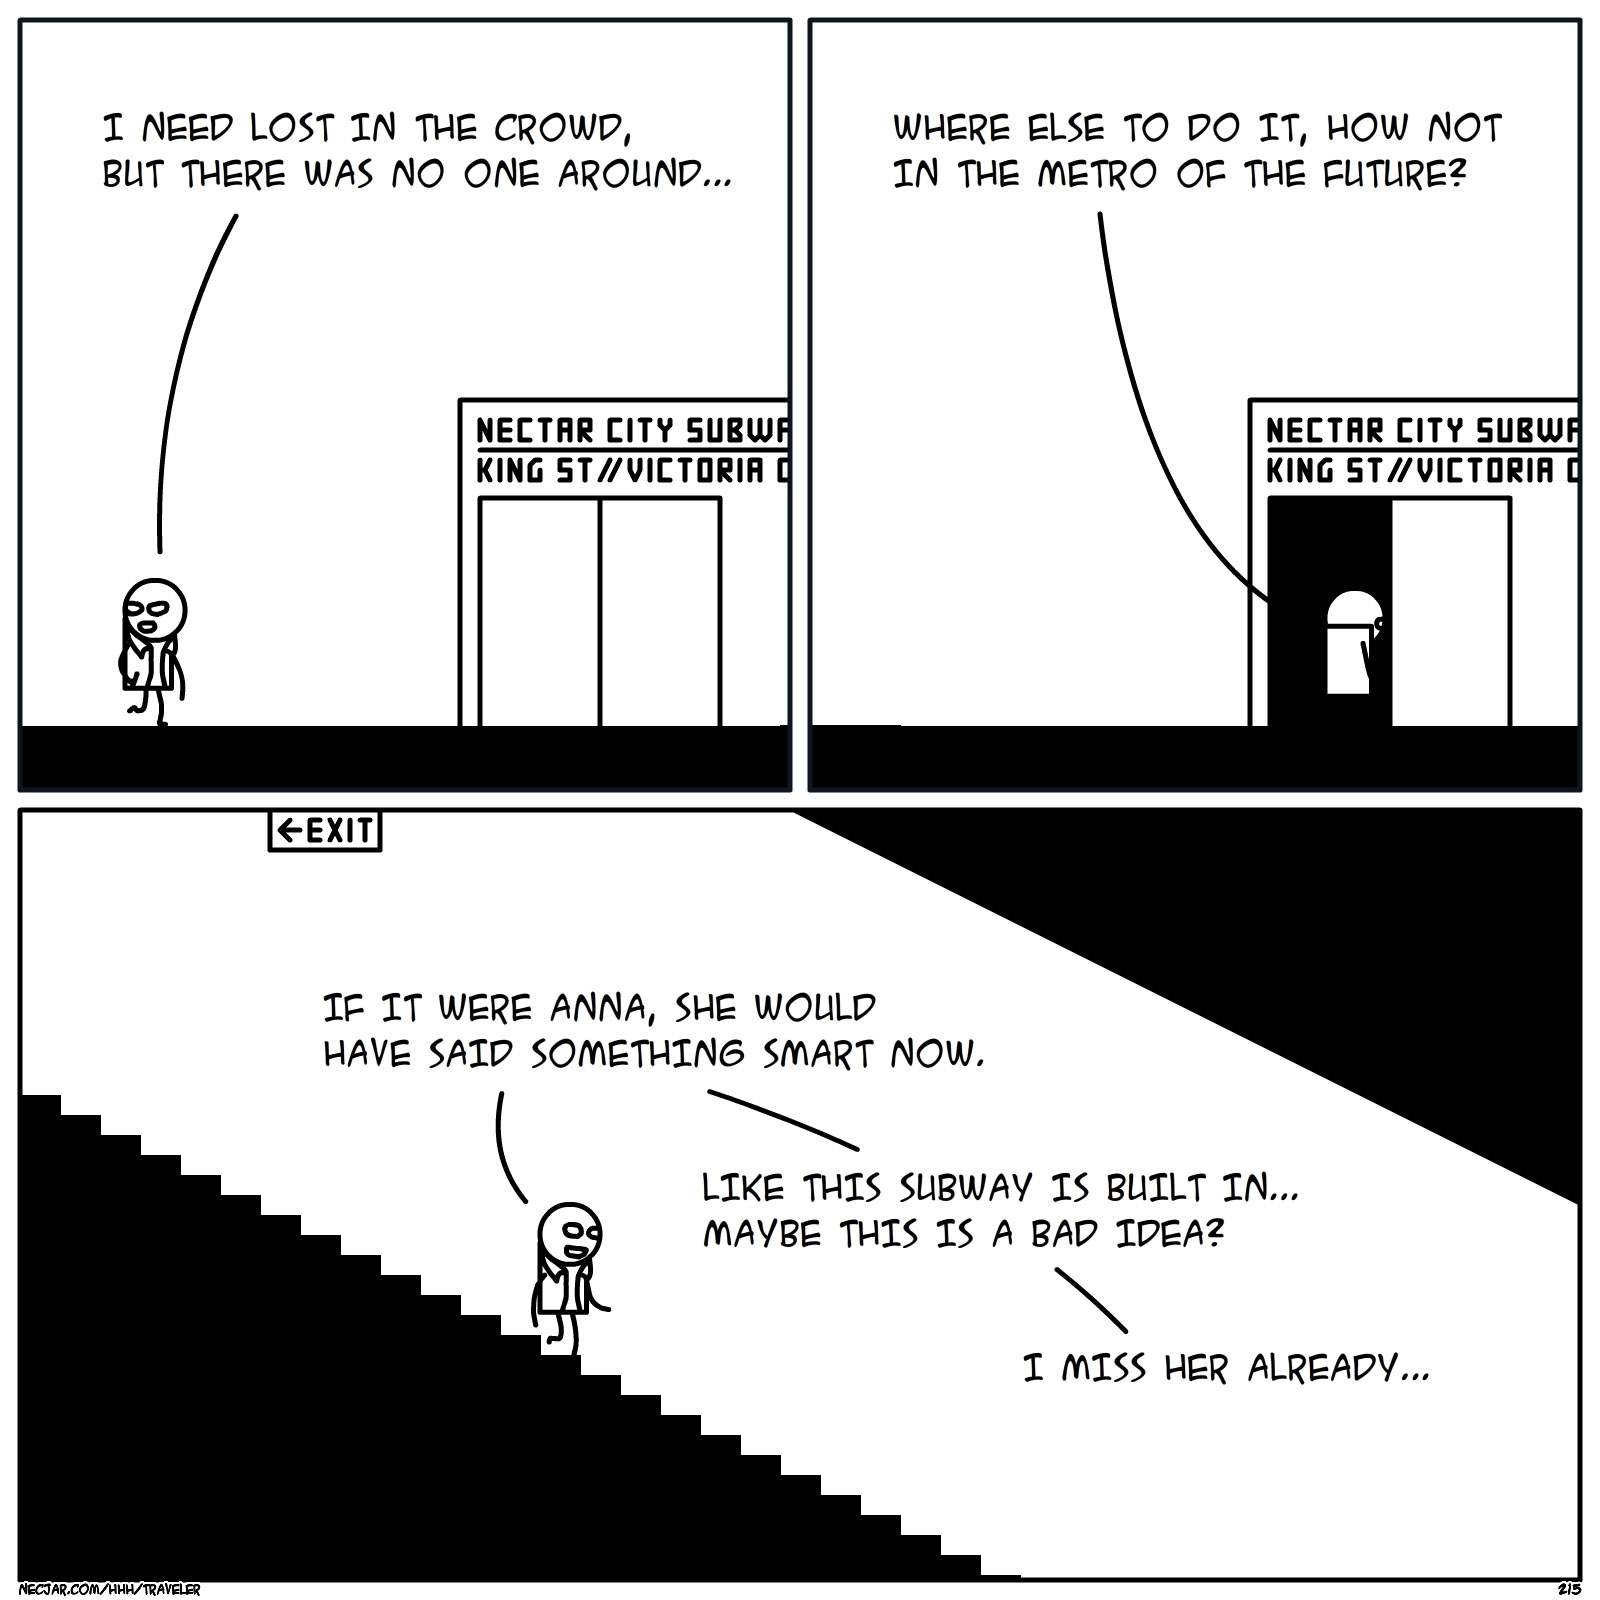 I NEED LOST IN THE CROWD,
BUT THERE WAS NO ONE AROUND...
NECTAR CITY SUBWA
KING ST//VICTORIA
WHERE ELSE TO DO IT, HOW NOT
IN THE METRO OF THE FUTURE?
NECTAR CITY SUBWA
KING ST//VICTORIA
←EXIT
IF IT WERE ANNA, SHE WOULD
HAVE SAID SOMETHING SMART NOW.
LIKE THIS SUBWAY IS BUILT IN...
MAYBE THIS IS A BAD IDEA?
I MISS HER ALREADY...
NECJAR.COM/HHH/TRAVELER
215